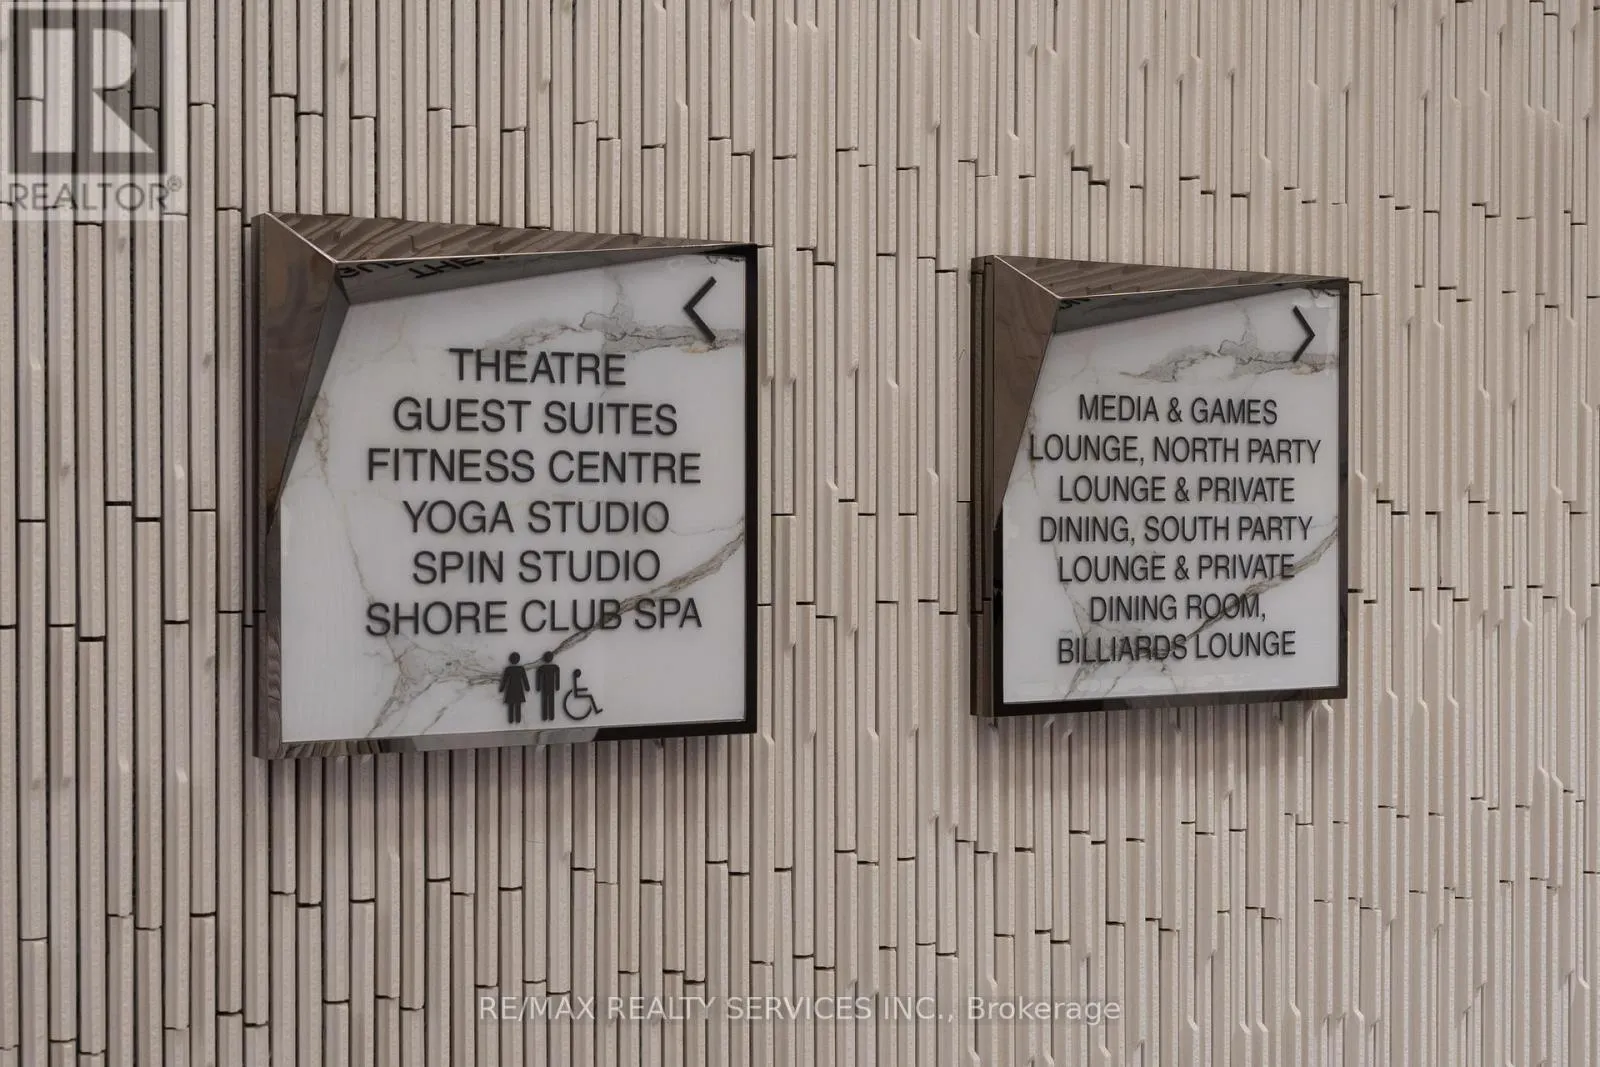 REALTOR®
THEATRE
GUEST SUITES
FITNESS CENTRE
YOGA STUDIO
SPIN STUDIO
SHORE CLUB SPA
MEDIA & GAMES
LOUNGE, NORTH PARTY
LOUNGE & PRIVATE
DINING, SOUTH PARTY
LOUNGE & PRIVATE
DINING ROOM,
BILLIARDS LOUNGE
RE/MAX REALTY SERVICES INC., Brokerage